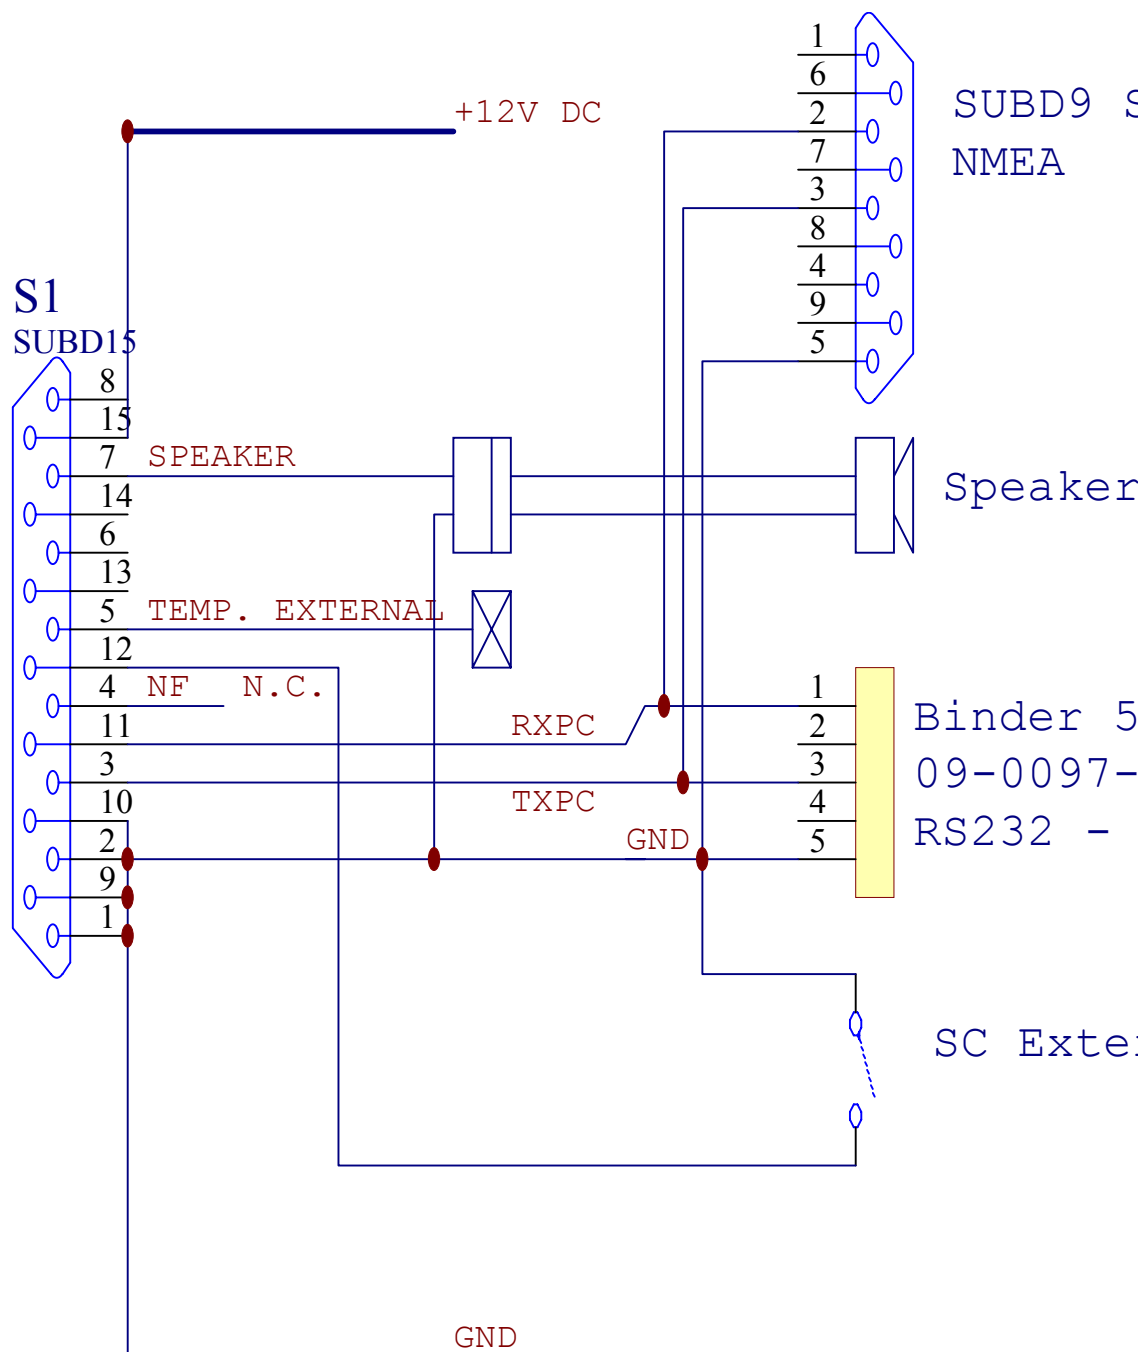 1
6
2
7
3
8
4
9
5
SUBD9
NMEA
+12V DC
S1
SUBD15
8
15
7
14
6
13
5
12
4
11
3
10
2
9
1
SPEAKER
TEMP. EXTERNAL
NF N.C.
RXPC
TXPC
GND
Speaker
1
2
3
4
5
Binder 5
09-0097-
RS232 -
SC
GND